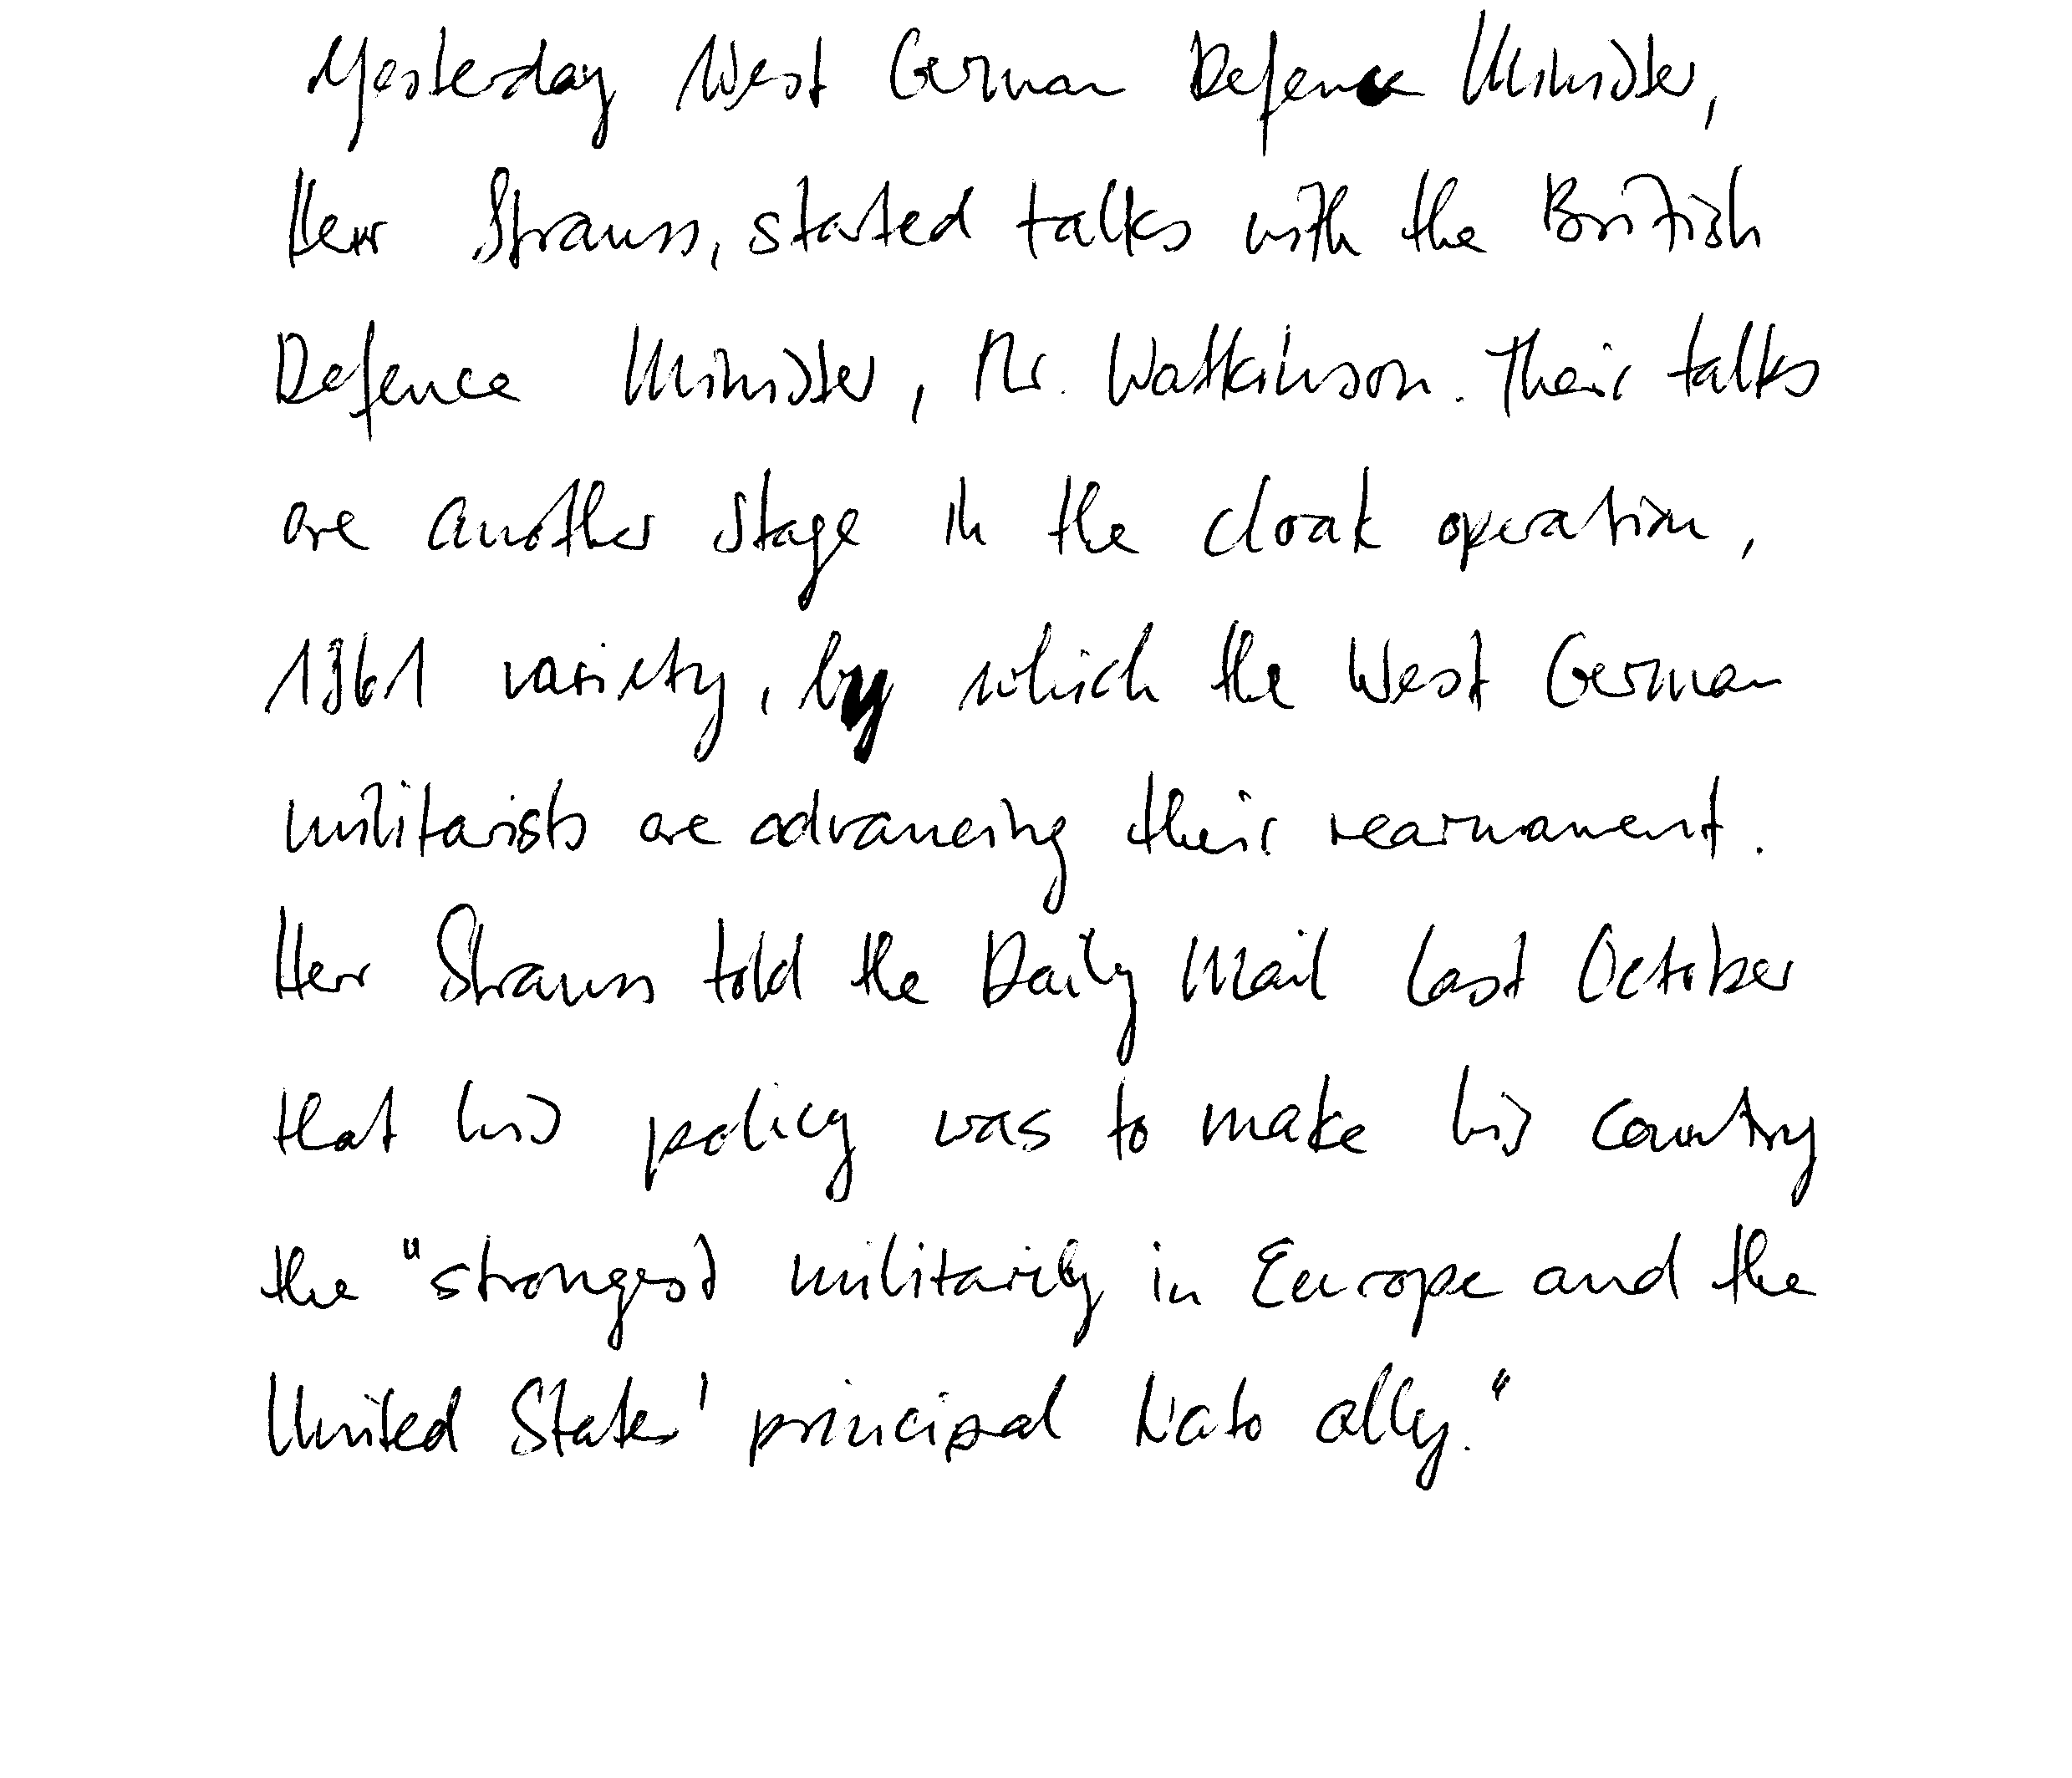 Yesterday West German Defence Minister,
Herr Strauss, started talks with the British
Defence Minister, Mr. Watkinson. Their talks
are another stage in the cloak operation,
1961 variety, by which the West German
militarists are advancing their rearmament.
Herr Strauss told the Daily Mail last October
that his policy was to make his country
the "strongest militarily in Europe and the
United States' principal Nato ally."